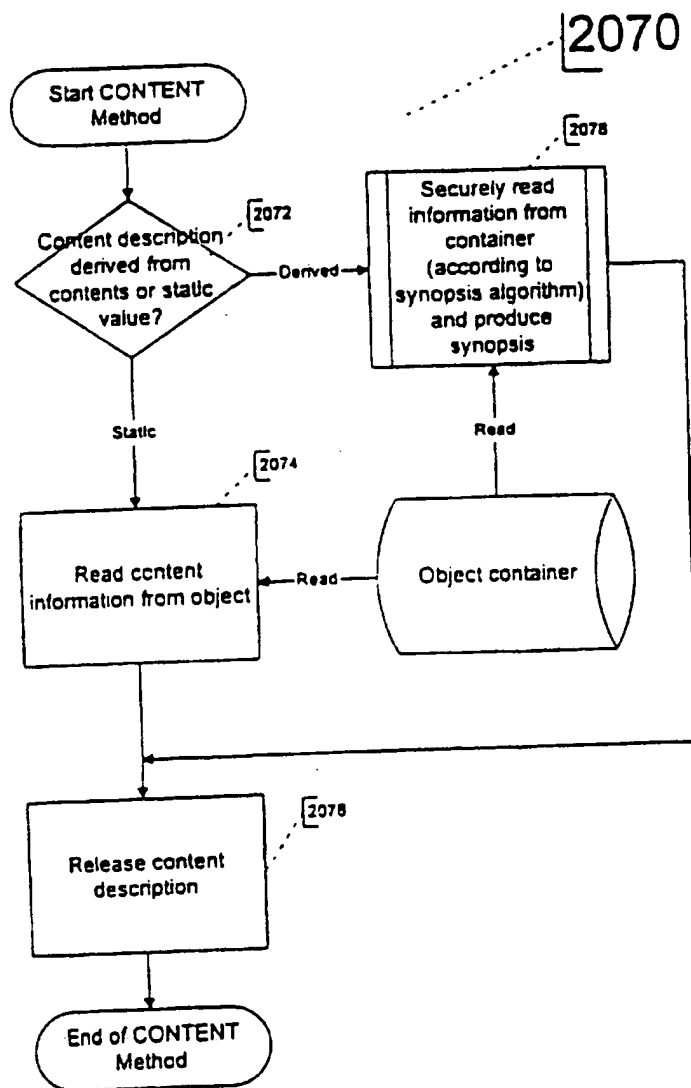 2070
Start CONTENT
Method
2078
2072
Content description
derived from
contents or static
value?
Derived
Securely read
information from
container
(according to
synopsis algorithm)
and produce
synopsis
Static
Read
2074
Read content
information from object
Read
Object container
2076
Release content
description
End of CONTENT
Method